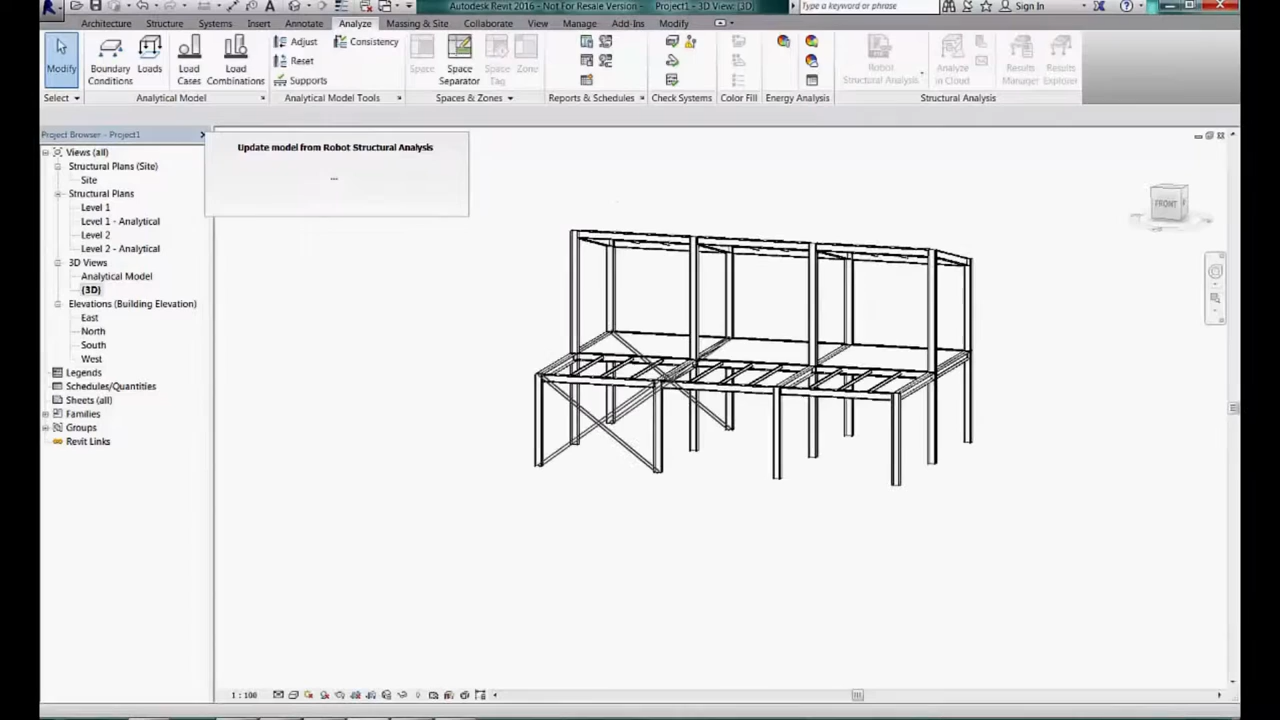 Autodesk Revit 2016 - Not For Resale Version - Project1 - 3D View: {3D}
Type a keyword or phrase
Sign In
Architecture Structure Systems Insert Annotate Analyze Massing & Site Collaborate View Manage Add-Ins Modify
Modify
Boundary Conditions
Loads
Load Cases
Load Combinations
Adjust
Reset
Supports
Consistency
Space
Space Separator
Space Tag
Zone
Robot Structural Analysis
Analyze in Cloud
Results Manager
Results Explorer
Select
Analytical Model
Analytical Model Tools
Spaces & Zones
Reports & Schedules
Check Systems
Color Fill
Energy Analysis
Structural Analysis
Project Browser - Project1
Views (all)
Structural Plans (Site)
Site
Structural Plans
Level 1
Level 1 - Analytical
Level 2
Level 2 - Analytical
3D Views
Analytical Model
{3D}
Elevations (Building Elevation)
East
North
South
West
Legends
Schedules/Quantities
Sheets (all)
Families
Groups
Revit Links
Update model from Robot Structural Analysis
...
FRONT
1 : 100